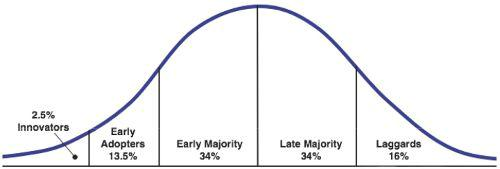 2.5%
Innovators
Early
Adopters
13.5%
Early Majority
34%
Late Majority
34%
Laggards
16%